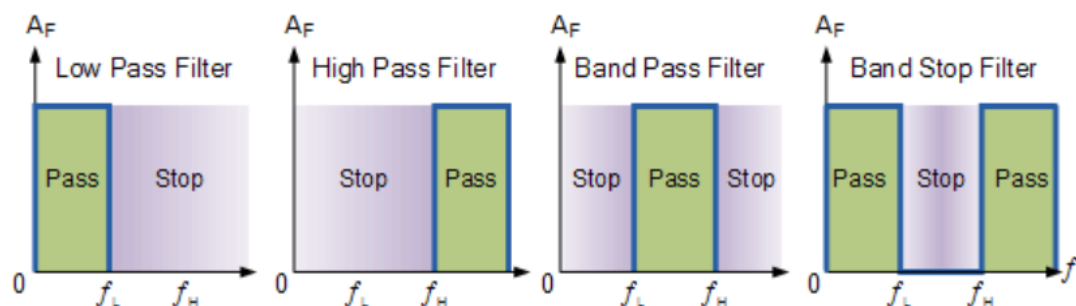 A_F A_F A_F A_F
Low Pass Filter High Pass Filter Band Pass Filter Band Stop Filter
Pass Stop Stop Pass Stop Pass Stop Pass Stop Pass
0 f_L f_H 0 f_L f_H 0 f_L f_H 0 f_L f_H f